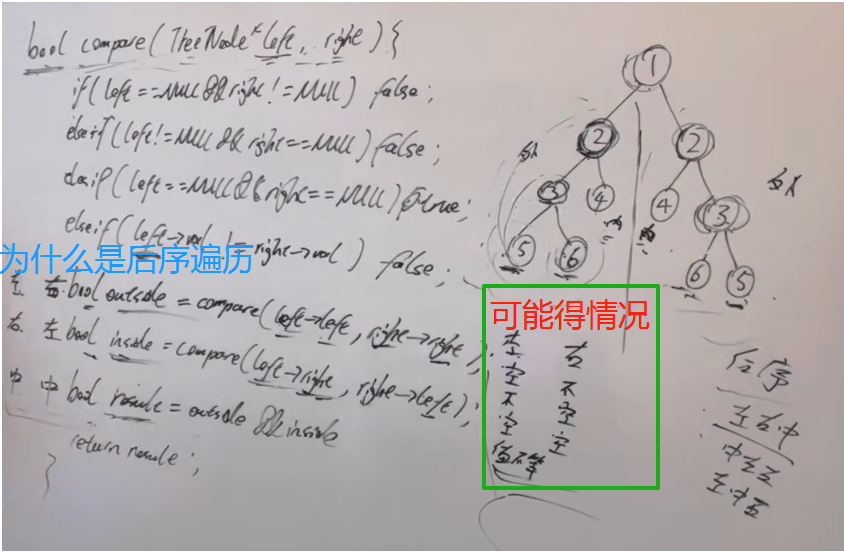 bool compare(TreeNode* left, right){
if(left==NULL&&right!=NULL) false;
else if(left!=NULL&&right==NULL) false;
else if(left==NULL&&right==NULL) true;
else if(left->val!=right->val) false;
为什么是后序遍历
左 右 bool outside=compare(left->left, right->right);
右 左 bool inside=compare(left->right, right->left);
中 中 bool result=outside&&inside
return result;
}
1
2 2
外 3 4 4 3 外
内 内
5 6 6 5
可能得情况
左 右
空 不
不 空
空 空
值不等
后序
左右中
中左右
左中右